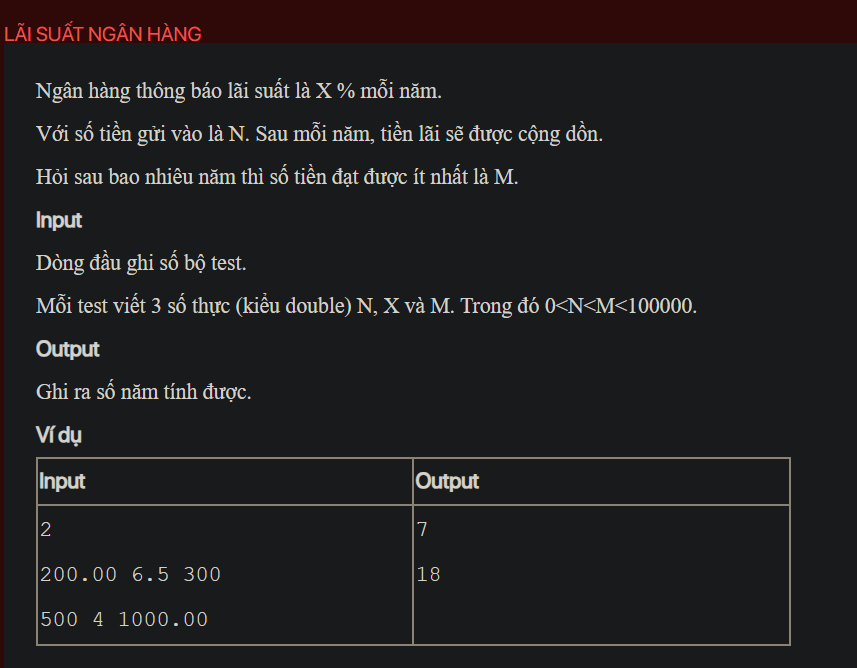 LÃI SUẤT NGÂN HÀNG
Ngân hàng thông báo lãi suất là X % mỗi năm.
Với số tiền gửi vào là N. Sau mỗi năm, tiền lãi sẽ được cộng dồn.
Hỏi sau bao nhiêu năm thì số tiền đạt được ít nhất là M.
Input
Dòng đầu ghi số bộ test.
Mỗi test viết 3 số thực (kiểu double) N, X và M. Trong đó 0<N<M<100000.
Output
Ghi ra số năm tính được.
Ví dụ
Input Output
2 7
200.00 6.5 300 18
500 4 1000.00